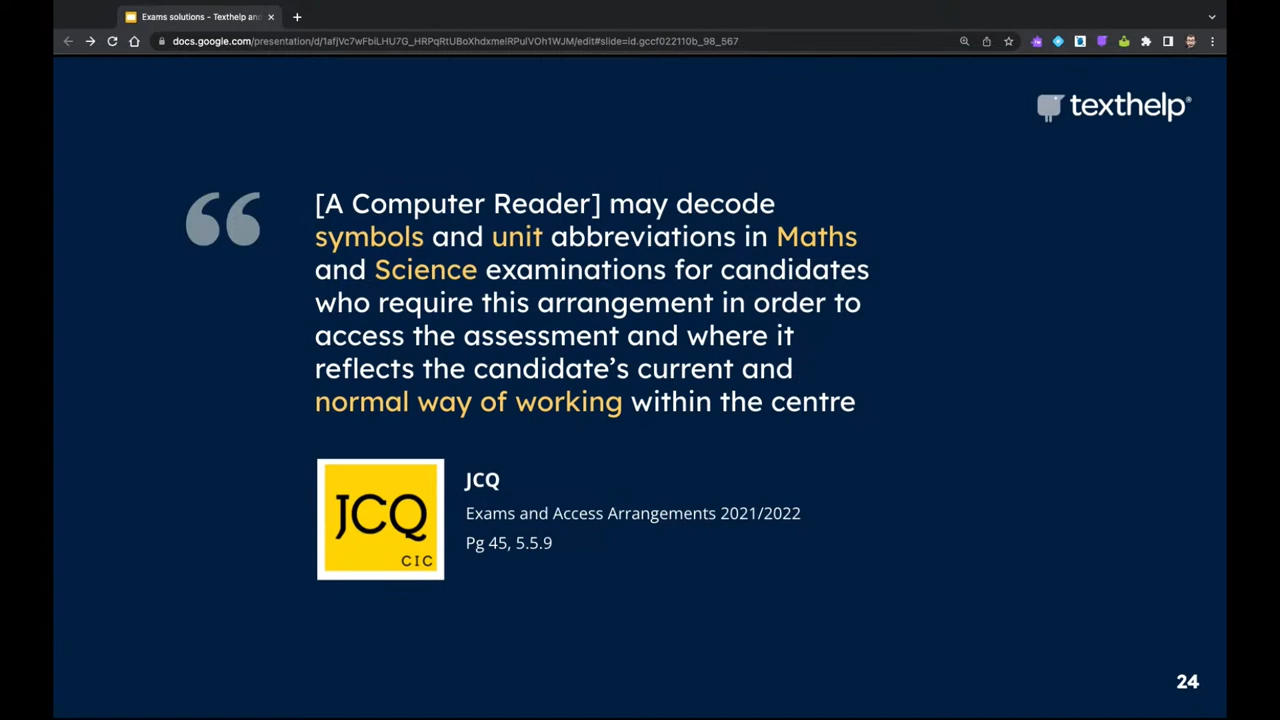 Exams solutions - Texthelp and
docs.google.com/presentation/d/1afjVc7wFbiLHU7G_HRPqRtUBoXhdxmelRPulVOh1WJM/edit#slide=id.gccf022110b_98_567
texthelp®
“
[A Computer Reader] may decode
symbols and unit abbreviations in Maths
and Science examinations for candidates
who require this arrangement in order to
access the assessment and where it
reflects the candidate’s current and
normal way of working within the centre
JCQ
CIC
JCQ
Exams and Access Arrangements 2021/2022
Pg 45, 5.5.9
24